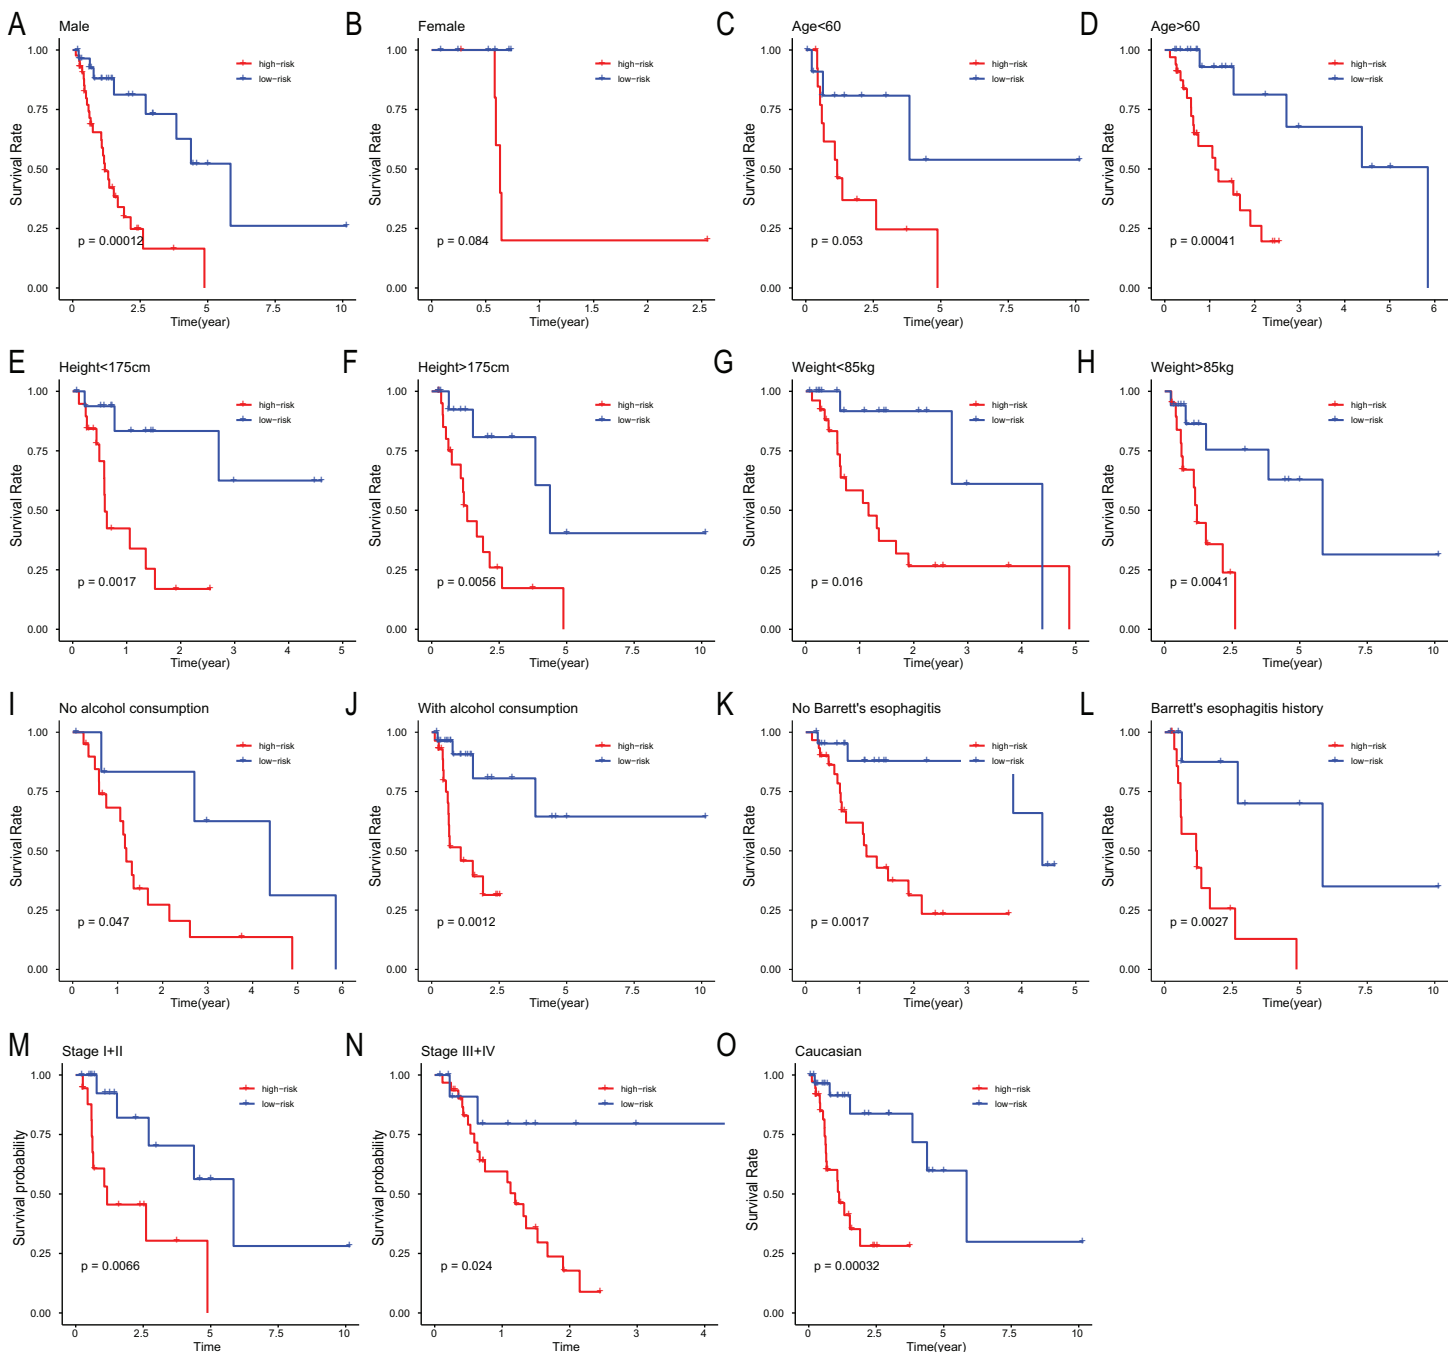 A Male
1.00
0.75
0.50
0.25
0.00
Survival Rate
high-risk
low-risk
p = 0.00012
0 2.5 5 7.5 10
Time(year)
B Female
1.00
0.75
0.50
0.25
0.00
Survival Rate
high-risk
low-risk
p = 0.084
0 0.5 1 1.5 2 2.5
Time(year)
C Age<60
1.00
0.75
0.50
0.25
0.00
Survival Rate
high-risk
low-risk
p = 0.053
0 2.5 5 7.5 10
Time(year)
D Age>60
1.00
0.75
0.50
0.25
0.00
Survival Rate
high-risk
low-risk
p = 0.00041
0 1 2 3 4 5 6
Time(year)
E Height<175cm
1.00
0.75
0.50
0.25
0.00
Survival Rate
high-risk
low-risk
p = 0.0017
0 1 2 3 4 5
Time(year)
F Height>175cm
1.00
0.75
0.50
0.25
0.00
Survival Rate
high-risk
low-risk
p = 0.0056
0 2.5 5 7.5 10
Time(year)
G Weight<85kg
1.00
0.75
0.50
0.25
0.00
Survival Rate
high-risk
low-risk
p = 0.016
0 1 2 3 4 5
Time(year)
H Weight>85kg
1.00
0.75
0.50
0.25
0.00
Survival Rate
high-risk
low-risk
p = 0.0041
0 2.5 5 7.5 10
Time(year)
I No alcohol consumption
1.00
0.75
0.50
0.25
0.00
Survival Rate
high-risk
low-risk
p = 0.047
0 1 2 3 4 5 6
Time(year)
J With alcohol consumption
1.00
0.75
0.50
0.25
0.00
Survival Rate
high-risk
low-risk
p = 0.0012
0 2.5 5 7.5 10
Time(year)
K No Barrett's esophagitis
1.00
0.75
0.50
0.25
0.00
Survival Rate
high-risk
low-risk
p = 0.0017
0 1 2 3 4 5
Time(year)
L Barrett's esophagitis history
1.00
0.75
0.50
0.25
0.00
Survival Rate
high-risk
low-risk
p = 0.0027
0 2.5 5 7.5 10
Time(year)
M Stage I+II
1.00
0.75
0.50
0.25
0.00
Survival probability
high-risk
low-risk
p = 0.0066
0 2.5 5 7.5 10
Time
N Stage III+IV
1.00
0.75
0.50
0.25
0.00
Survival probability
high-risk
low-risk
p = 0.024
0 1 2 3 4
Time
O Caucasian
1.00
0.75
0.50
0.25
0.00
Survival Rate
high-risk
low-risk
p = 0.00032
0 2.5 5 7.5 10
Time(year)